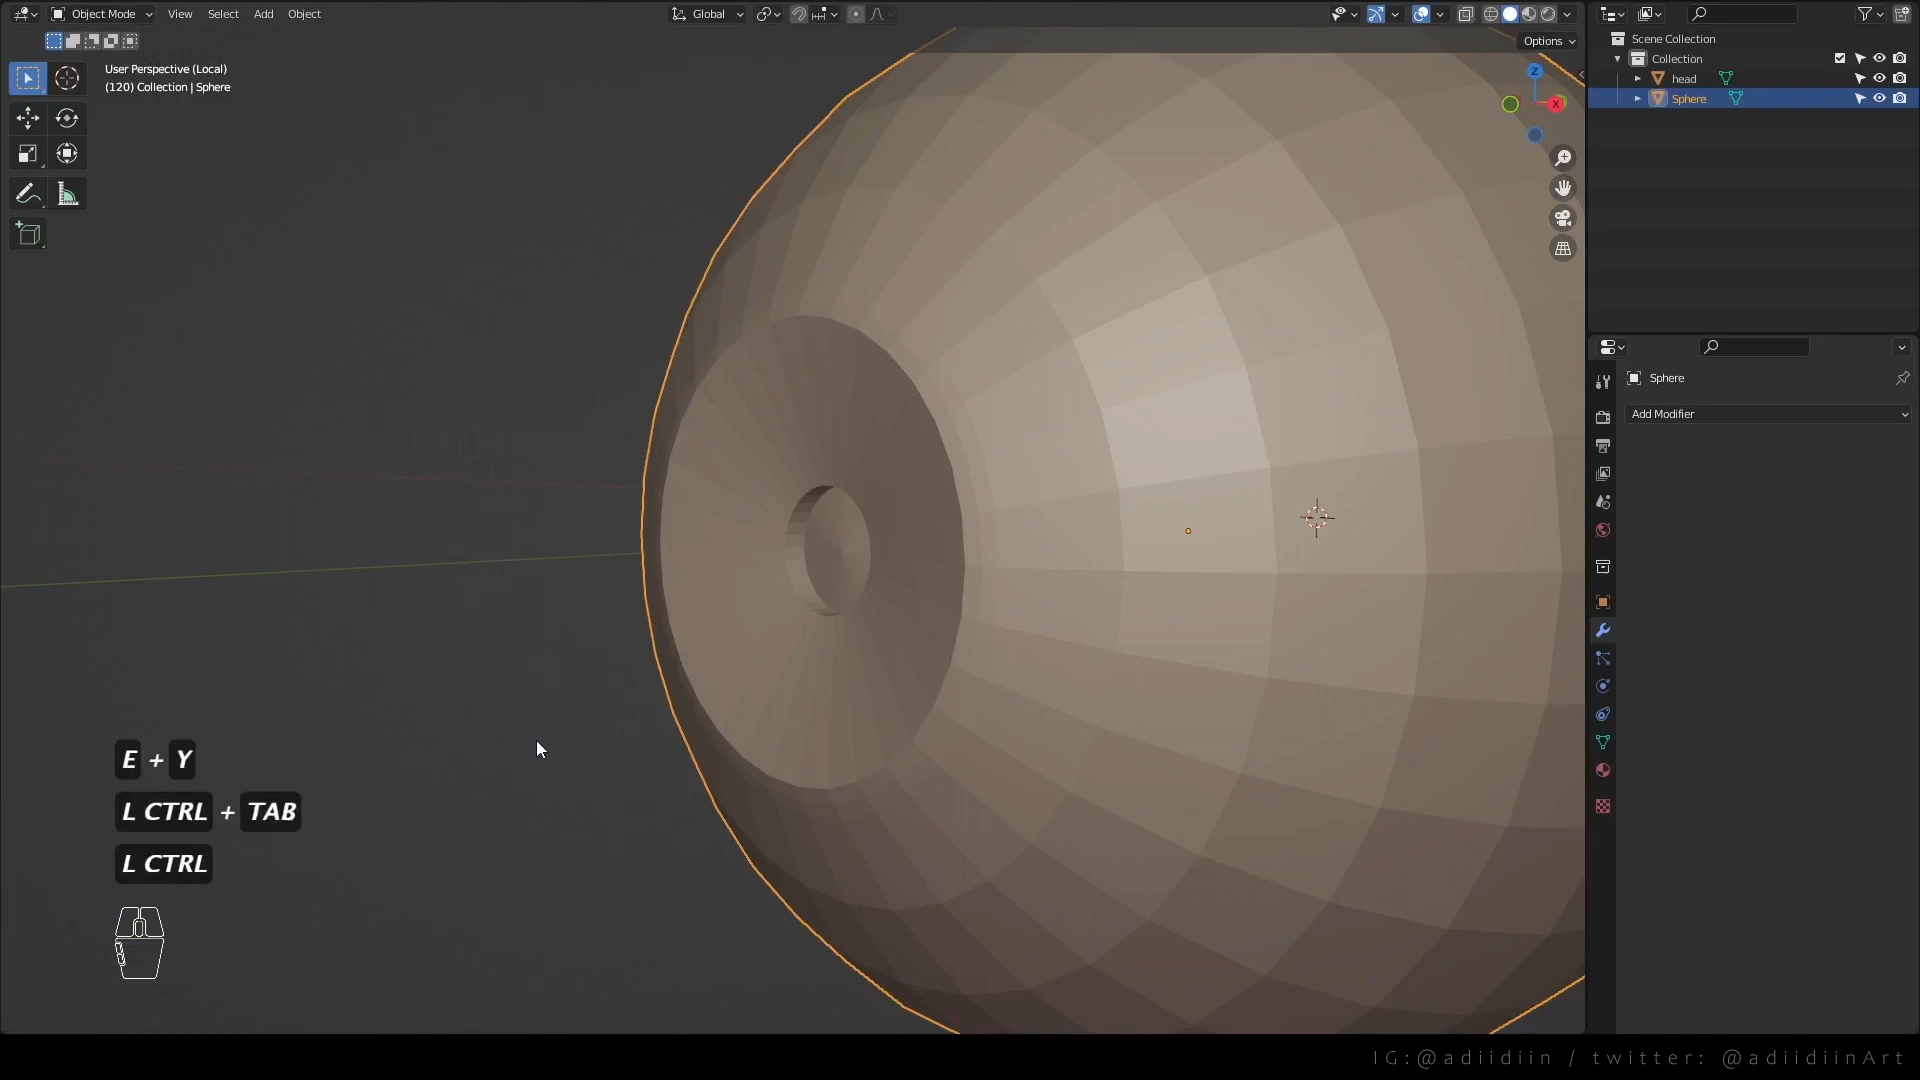 Object Mode View Select Add Object Global
Options
User Perspective (Local)
(120) Collection | Sphere
Z
X
Scene Collection
Collection
head
Sphere
Sphere
Add Modifier
E + Y
L CTRL + TAB
L CTRL
IG:@adiidiin / twitter: @adiidiinArt